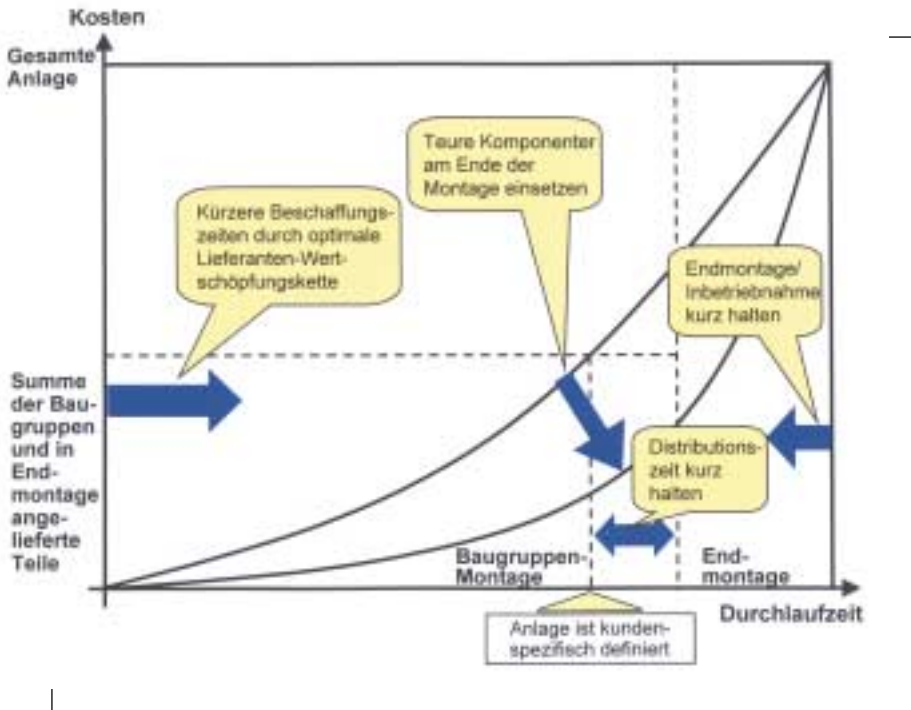 Kosten
Gesamte
Anlage
Teure Komponenter
am Ende der
Montage einsetzen
Kürzere Beschaffungs-
zeiten durch optimale
Lieferanten-Wert-
schöpfungskette
Endmontage/
Inbetriebnahme
kurz halten
Summe
der Bau-
gruppen
und in
End-
montage
ange-
lieferte
Teile
Distributions-
zeit kurz
halten
Baugruppen-
Montage
End-
montage
Durchlaufzeit
Anlage ist kunden-
spezifisch definiert